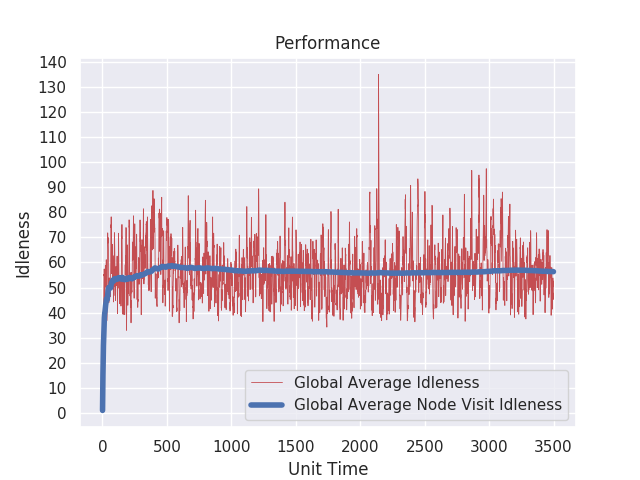 Performance
140
130
120
110
100
90
80
70
60
50
40
30
20
10
0
Idleness
Global Average Idleness
Global Average Node Visit Idleness
0 500 1000 1500 2000 2500 3000 3500
Unit Time